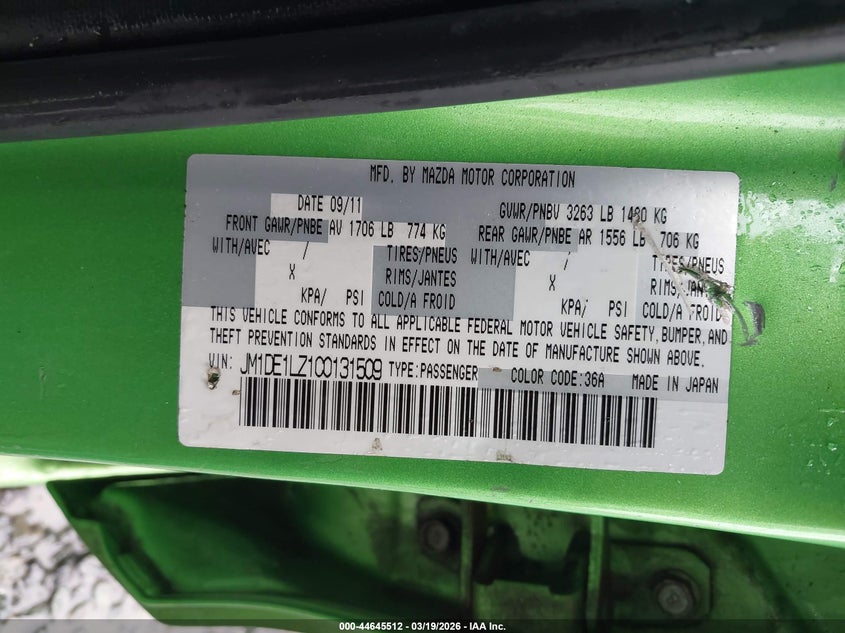 MFD. BY MAZDA MOTOR CORPORATION
DATE 09/11 GVWR/PNBV 3263 LB 1480 KG
FRONT GAWR/PNBE AV 1706 LB 774 KG REAR GAWR/PNBE AR 1556 LB 706 KG
WITH/AVEC / TIRES/PNEUS WITH/AVEC / TIRES/PNEUS
X RIMS/JANTES X RIMS/JANTES
KPA/ PSI COLD/A FROID KPA/ PSI COLD/A FROID
THIS VEHICLE CONFORMS TO ALL APPLICABLE FEDERAL MOTOR VEHICLE SAFETY, BUMPER, AND
THEFT PREVENTION STANDARDS IN EFFECT ON THE DATE OF MANUFACTURE SHOWN ABOVE.
VIN: JM1DE1LZ1C0131509 TYPE:PASSENGER COLOR CODE:36A MADE IN JAPAN
000-44645512 - 03/19/2026 - IAA Inc.